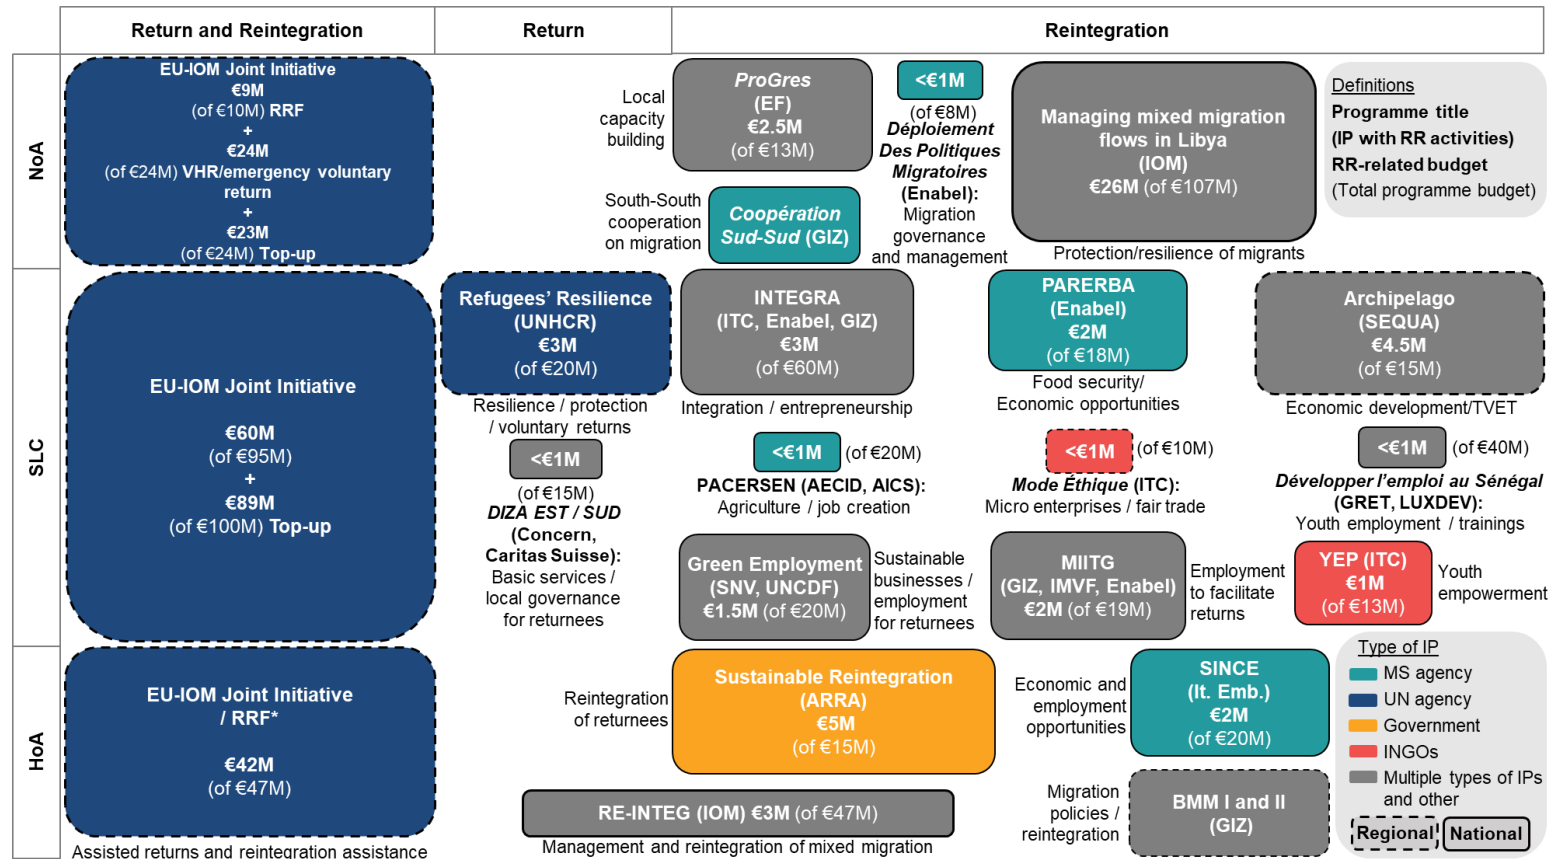 Return and Reintegration
Return
Reintegration
NoA
EU-IOM Joint Initiative
€9M
(of €10M) RRF
+
€24M
(of €24M) VHR/emergency voluntary
return
+
€23M
(of €24M) Top-up
Local
capacity
building
ProGres
(EF)
€2.5M
(of €13M)
South-South
cooperation
on migration
Coopération
Sud-Sud (GIZ)
<€1M
(of €8M)
Déploiement
Des Politiques
Migratoires
(Enabel):
Migration
governance
and management
Managing mixed migration
flows in Libya
(IOM)
€26M (of €107M)
Protection/resilience of migrants
Definitions
Programme title
(IP with RR activities)
RR-related budget
(Total programme budget)
SLC
EU-IOM Joint Initiative
€60M
(of €95M)
+
€89M
(of €100M) Top-up
Refugees' Resilience
(UNHCR)
€3M
(of €20M)
Resilience / protection
/ voluntary returns
<€1M
(of €15M)
DIZA EST / SUD
(Concern,
Caritas Suisse):
Basic services /
local governance
for returnees
INTEGRA
(ITC, Enabel, GIZ)
€3M
(of €60M)
Integration / entrepreneurship
PARERBA
(Enabel)
€2M
(of €18M)
Food security/
Economic opportunities
Archipelago
(SEQUA)
€4.5M
(of €15M)
Economic development/TVET
<€1M (of €20M)
PACERSEN (AECID, AICS):
Agriculture / job creation
<€1M (of €10M)
Mode Éthique (ITC):
Micro enterprises / fair trade
<€1M (of €40M)
Développer l'emploi au Sénégal
(GRET, LUXDEV):
Youth employment / trainings
Green Employment
(SNV, UNCDF)
€1.5M (of €20M)
Sustainable
businesses /
employment
for returnees
MIITG
(GIZ, IMVF, Enabel)
€2M (of €19M)
Employment
to facilitate
returns
YEP (ITC)
€1M
(of €13M)
Youth
empowerment
HoA
EU-IOM Joint Initiative
/ RRF*
€42M
(of €47M)
Assisted returns and reintegration assistance
Reintegration
of returnees
Sustainable Reintegration
(ARRA)
€5M
(of €15M)
Economic and
employment
opportunities
SINCE
(It. Emb.)
€2M
(of €20M)
RE-INTEG (IOM) €3M (of €47M)
Management and reintegration of mixed migration
Migration
policies /
reintegration
BMM I and II
(GIZ)
Type of IP
MS agency
UN agency
Government
INGOs
Multiple types of IPs
and other
Regional
National